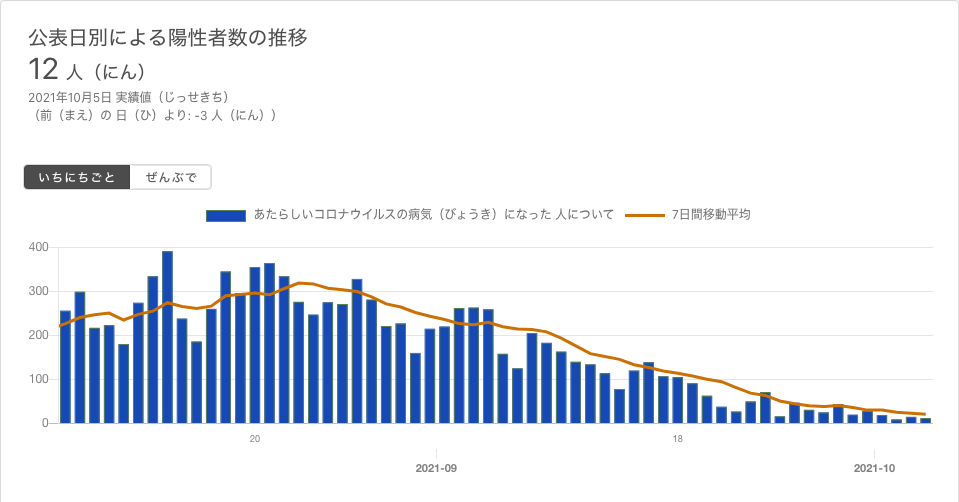 公表日別による陽性者数の推移
12 人（にん）
2021年10月5日 実績値（じっせきち）
（前（まえ）の 日（ひ）より: -3 人（にん））
いちにちごと ぜんぶで
あたらしいコロナウイルスの病気（びょうき）になった 人について 7日間移動平均
400
300
200
100
0
20 18
2021-09 2021-10